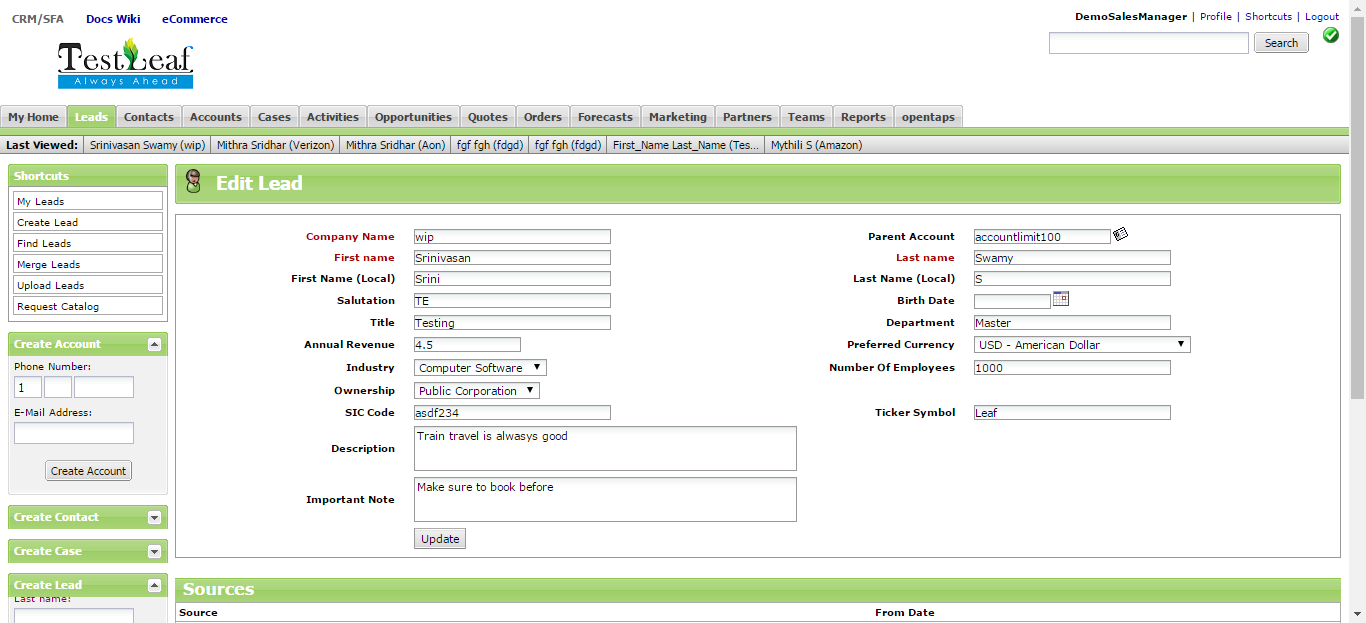 CRM/SFA Docs Wiki eCommerce
DemoSalesManager | Profile | Shortcuts | Logout
TestLeaf
Always Ahead
Search
My Home Leads Contacts Accounts Cases Activities Opportunities Quotes Orders Forecasts Marketing Partners Teams Reports opentaps
Last Viewed: Srinivasan Swamy (wip) Mithra Sridhar (Verizon) Mithra Sridhar (Aon) fgf fgh (fdgd) fgf fgh (fdgd) First_Name Last_Name (Tes... Mythili S (Amazon)
Shortcuts
My Leads
Create Lead
Find Leads
Merge Leads
Upload Leads
Request Catalog
Create Account
Phone Number:
1
E-Mail Address:
Create Account
Create Contact
Create Case
Create Lead
Last name:
Edit Lead
Company Name wip Parent Account accountlimit100
First name Srinivasan Last name Swamy
First Name (Local) Srini Last Name (Local) S
Salutation TE Birth Date
Title Testing Department Master
Annual Revenue 4.5 Preferred Currency USD - American Dollar
Industry Computer Software Number Of Employees 1000
Ownership Public Corporation
SIC Code asdf234 Ticker Symbol Leaf
Description Train travel is alwasys good
Important Note Make sure to book before
Update
Sources
Source From Date